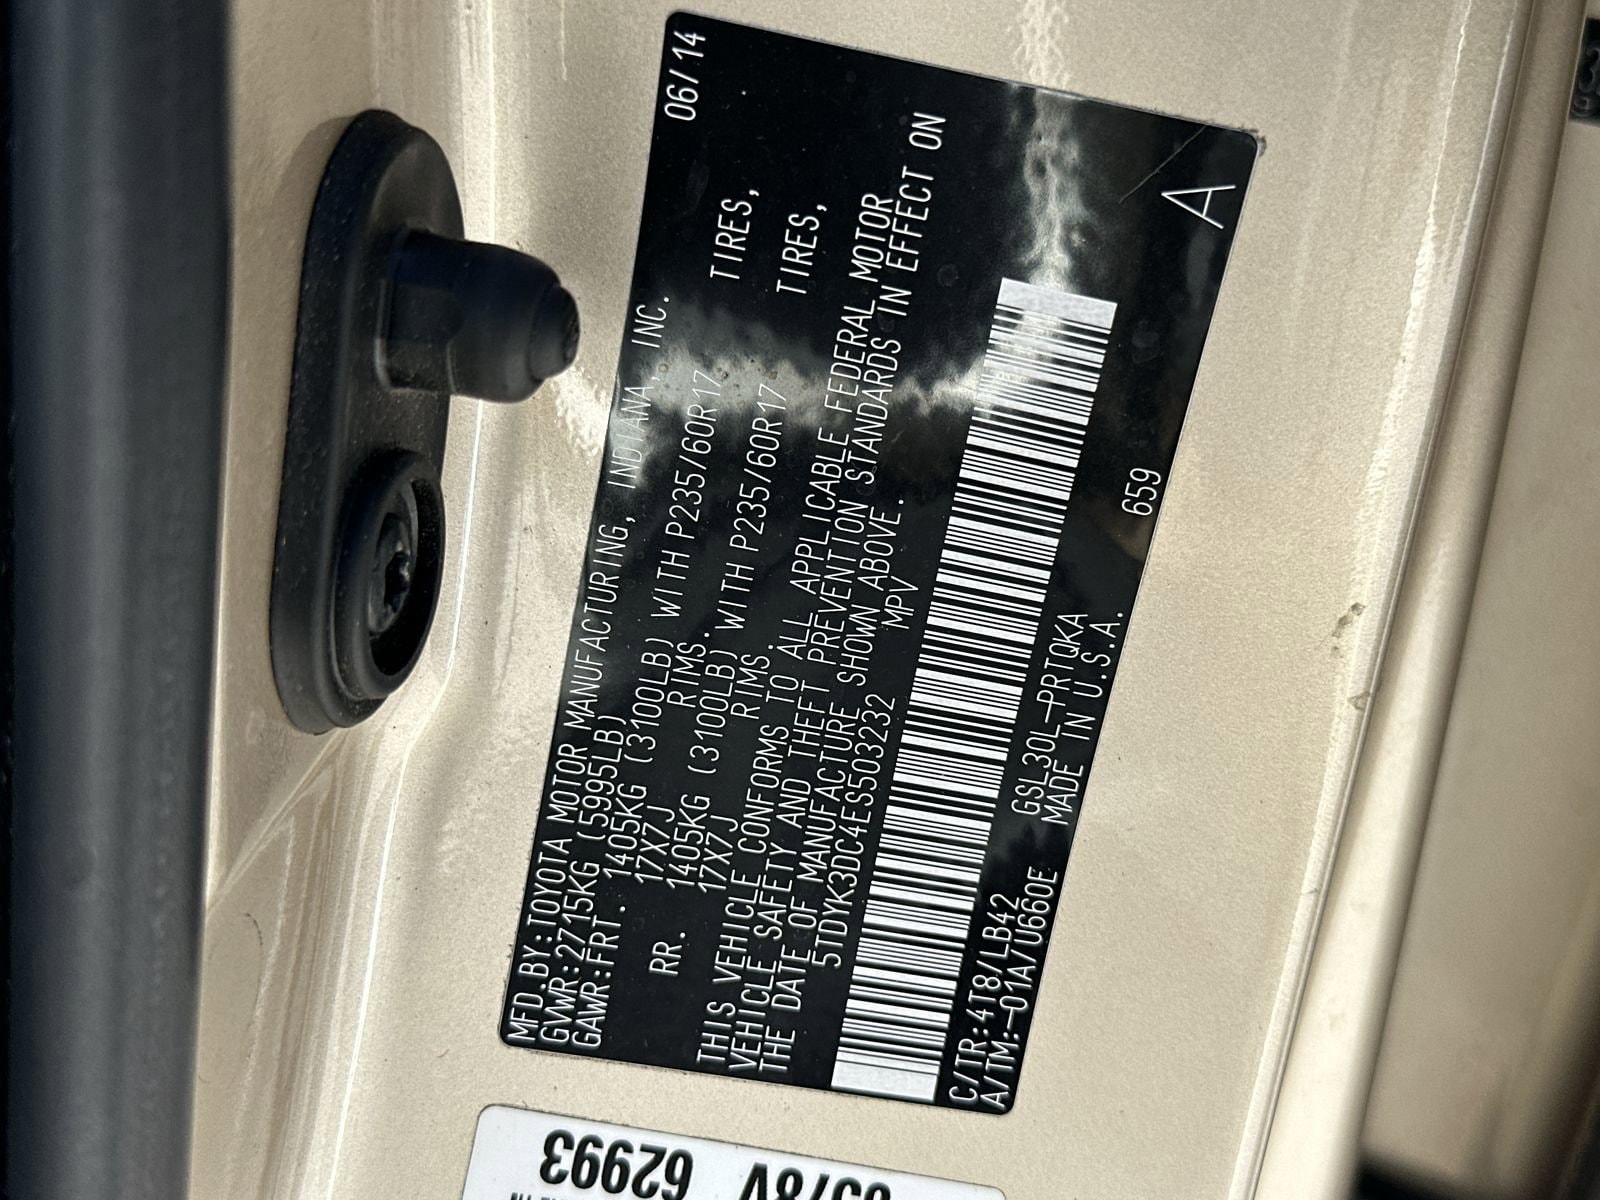 MFD.BY:TOYOTA MOTOR MANUFACTURING, INDIANA, INC. 06/14
GVWR:2715KG (5995LB)
GAWR:FRT. 1405KG (3100LB) WITH P235/60R17 TIRES,
17X7J RIMS.
RR. 1405KG (3100LB) WITH P235/60R17 TIRES,
17X7J RIMS.
THIS VEHICLE CONFORMS TO ALL APPLICABLE FEDERAL MOTOR
VEHICLE SAFETY AND THEFT PREVENTION STANDARDS IN EFFECT ON
THE DATE OF MANUFACTURE SHOWN ABOVE.
5TDYK3DC4ES503232 MPV
A
C/TR:4T8/LB42 GSL30L-PRTQKA 659
A/TM:-01A/U660E MADE IN U.S.A.
62993